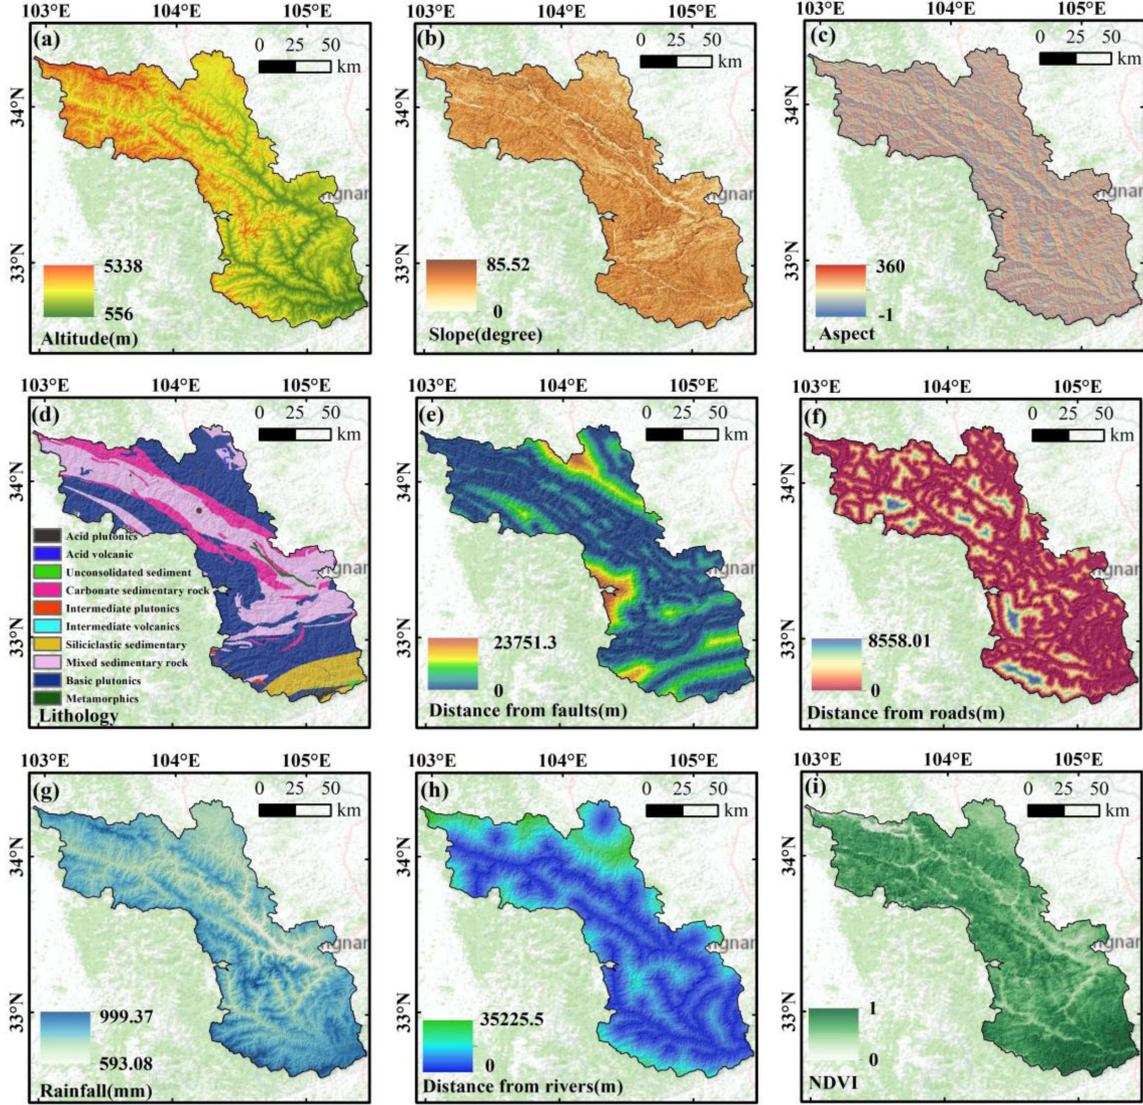 103°E 104°E 105°E
(a)
0 25 50
km
34°N
33°N
ngnan
5338
556
Altitude(m)
103°E 104°E 105°E
(b)
0 25 50
km
34°N
33°N
ngnan
85.52
0
Slope(degree)
103°E 104°E 105°E
(c)
0 25 50
km
34°N
33°N
360
-1
Aspect
103°E 104°E 105°E
(d)
0 25 50
km
34°N
33°N
ngnan
Acid plutonics
Acid volcanic
Unconsolidated sediment
Carbonate sedimentary rock
Intermediate plutonics
Intermediate volcanics
Siliciclastic sedimentary
Mixed sedimentary rock
Basic plutonics
Metamorphics
Lithology
103°E 104°E 105°E
(e)
0 25 50
km
34°N
33°N
ngnan
23751.3
0
Distance from faults(m)
103°E 104°E 105°E
(f)
0 25 50
km
34°N
33°N
8558.01
0
Distance from roads(m)
103°E 104°E 105°E
(g)
0 25 50
km
34°N
33°N
ngnan
999.37
593.08
Rainfall(mm)
103°E 104°E 105°E
(h)
0 25 50
km
34°N
33°N
ngnan
35225.5
0
Distance from rivers(m)
103°E 104°E 105°E
(i)
0 25 50
km
34°N
33°N
ngnan
1
0
NDVI